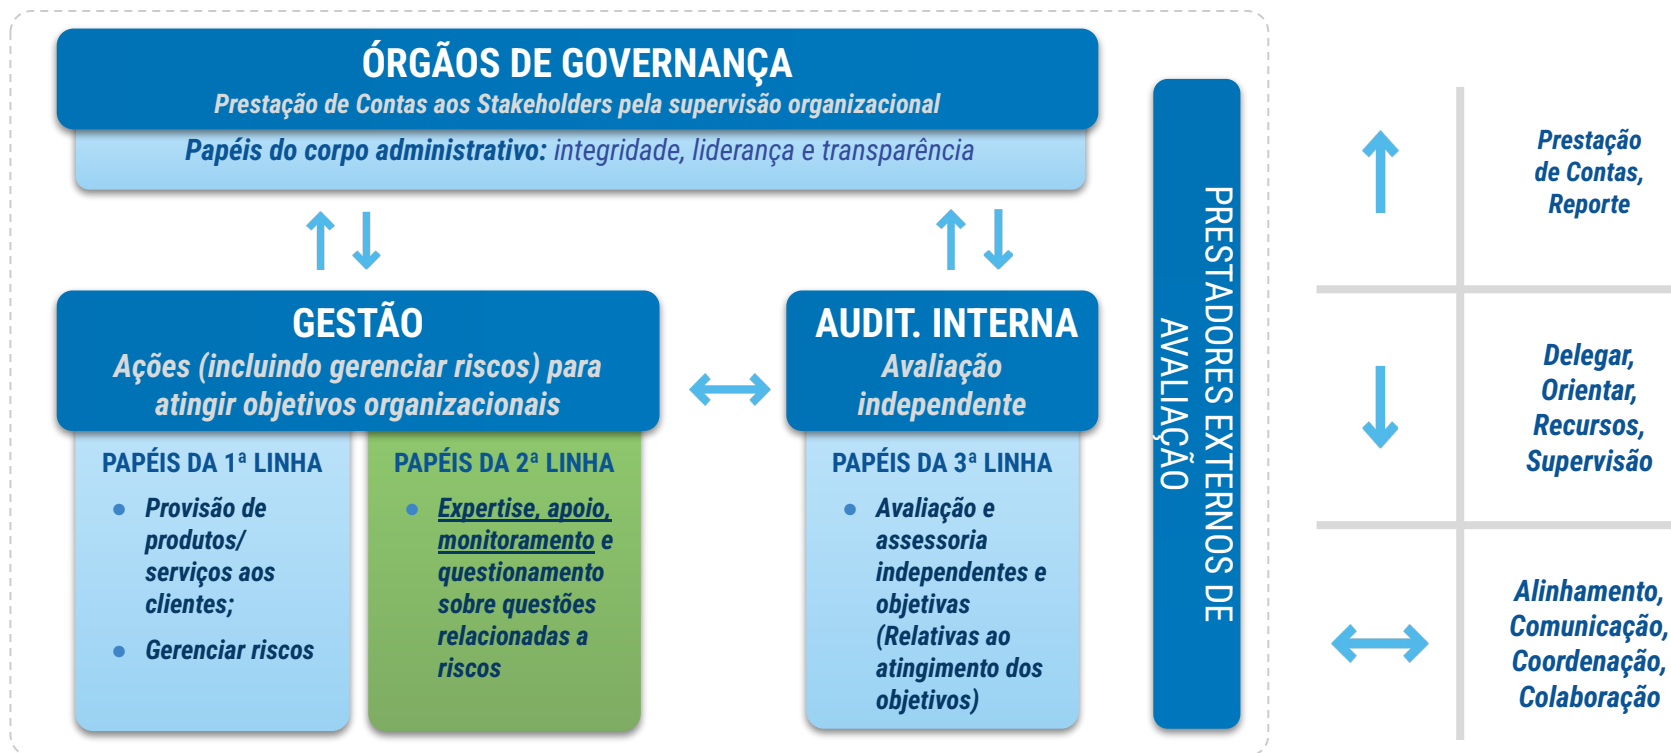 ÓRGÃOS DE GOVERNANÇA
Prestação de Contas aos Stakeholders pela supervisão organizacional
Papéis do corpo administrativo: integridade, liderança e transparência
GESTÃO
Ações (incluindo gerenciar riscos) para
atingir objetivos organizacionais
PAPÉIS DA 1ª LINHA
● Provisão de
produtos/
serviços aos
clientes;
● Gerenciar riscos
PAPÉIS DA 2ª LINHA
● Expertise, apoio,
monitoramento e
questionamento
sobre questões
relacionadas a
riscos
AUDIT. INTERNA
Avaliação
independente
PAPÉIS DA 3ª LINHA
● Avaliação e
assessoria
independentes e
objetivas
(Relativas ao
atingimento dos
objetivos)
PRESTADORES EXTERNOS DE
AVALIAÇÃO
Prestação
de Contas,
Reporte
Delegar,
Orientar,
Recursos,
Supervisão
Alinhamento,
Comunicação,
Coordenação,
Colaboração